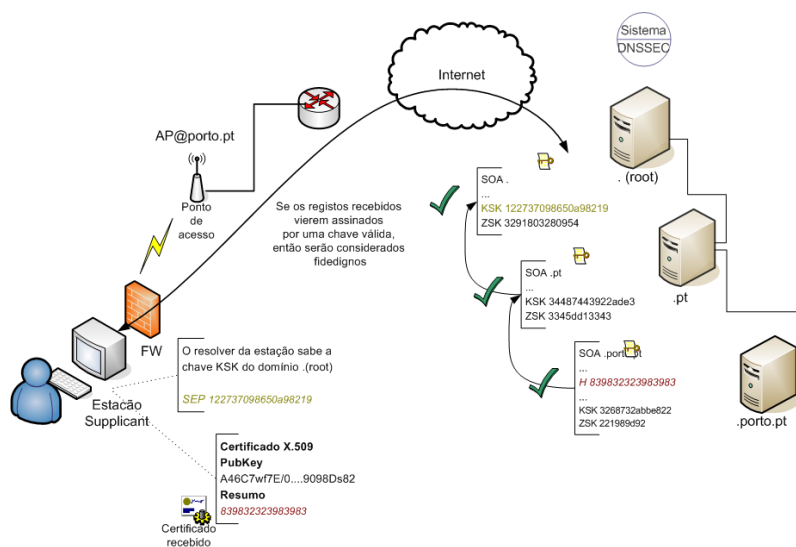 Sistema
DNSSEC
Internet
AP@porto.pt
. (root)
Ponto
de
acesso
Se os registos recebidos
vierem assinados
por uma chave válida,
então serão considerados
fidedignos
SOA .
...
KSK 122737098650a98219
ZSK 3291803280954
SOA .pt
...
KSK 34487443922ade3
ZSK 3345dd13343
.pt
FW
O resolver da estação sabe a
chave KSK do domínio .(root)
SEP 122737098650a98219
SOA .porto.pt
...
H 839832323983983
...
KSK 3268732abbe822
ZSK 221989d92
.porto.pt
Estacão
Supplicant
Certificado X.509
PubKey
A46C7wf7E/0....9098Ds82
Resumo
839832323983983
Certificado
recebido